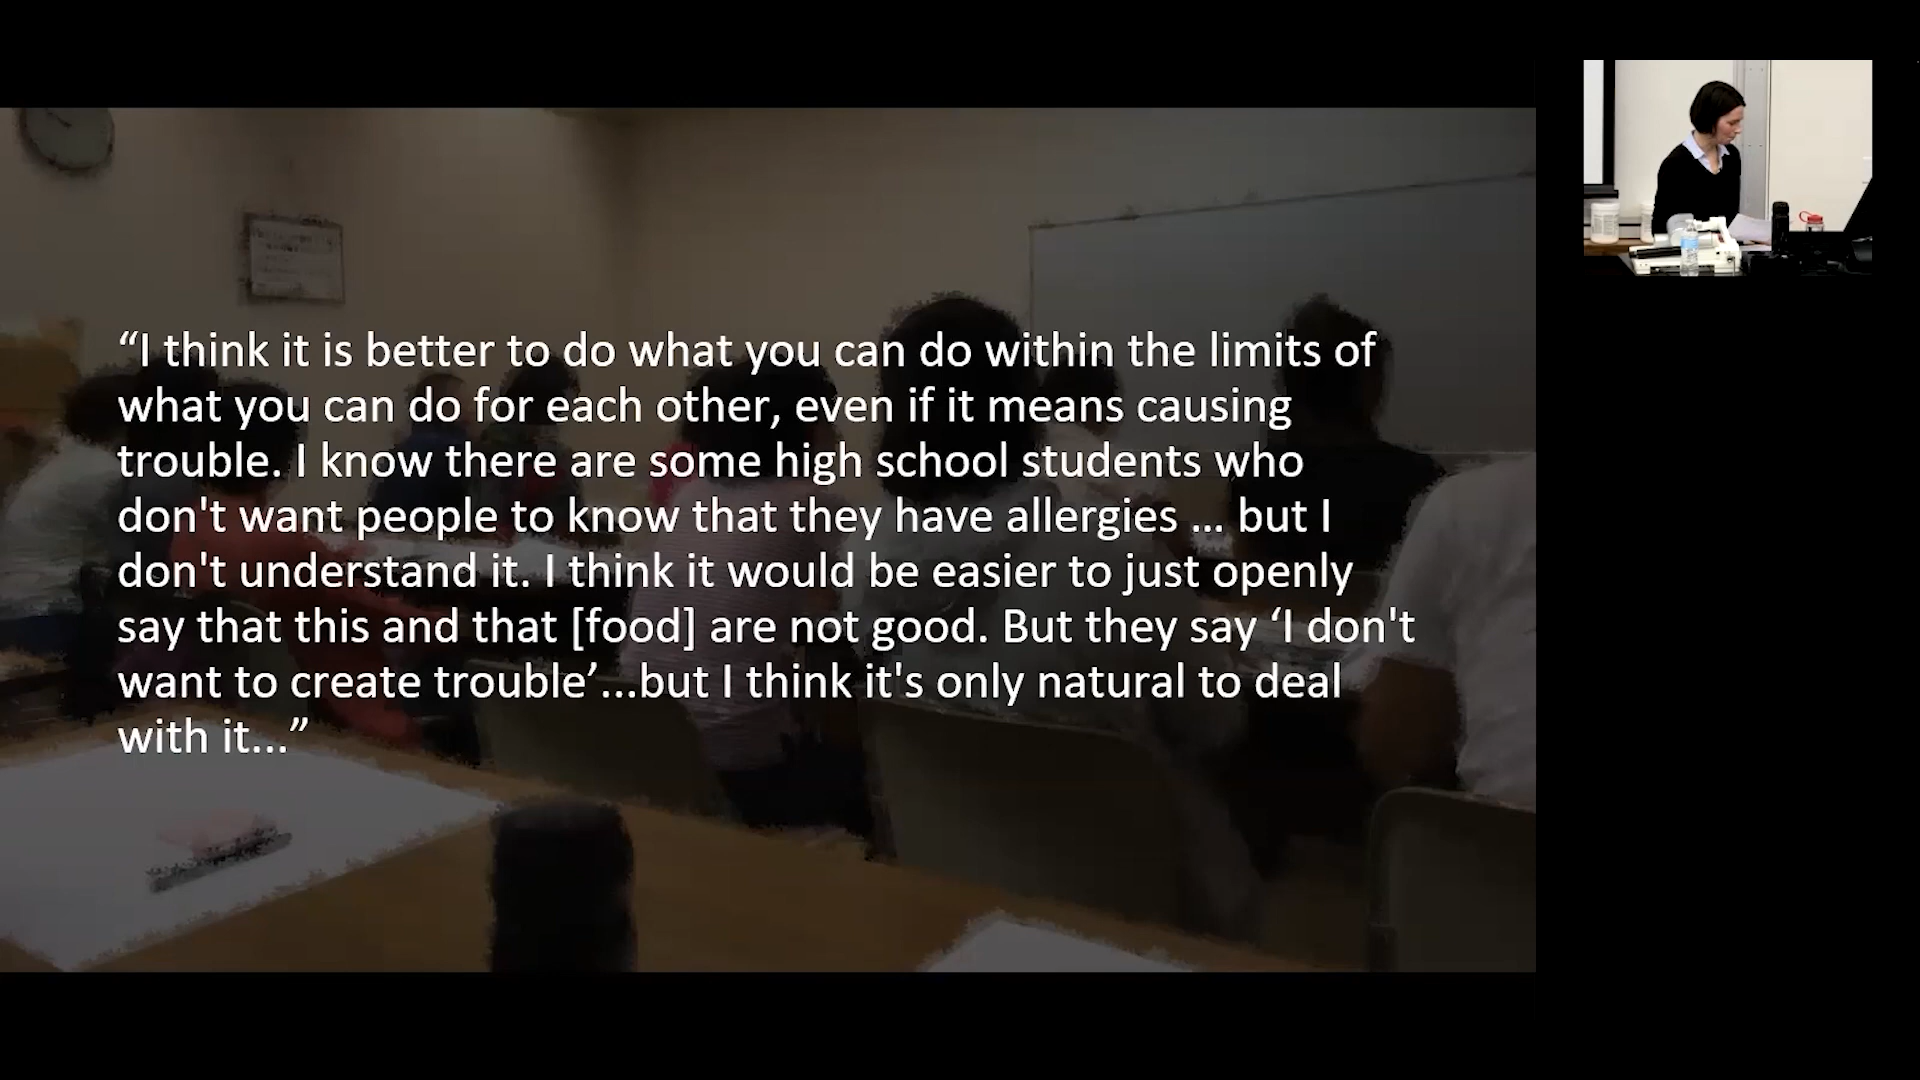 “I think it is better to do what you can do within the limits of
what you can do for each other, even if it means causing
trouble. I know there are some high school students who
don't want people to know that they have allergies ... but I
don't understand it. I think it would be easier to just openly
say that this and that [food] are not good. But they say ‘I don't
want to create trouble’...but I think it's only natural to deal
with it...”